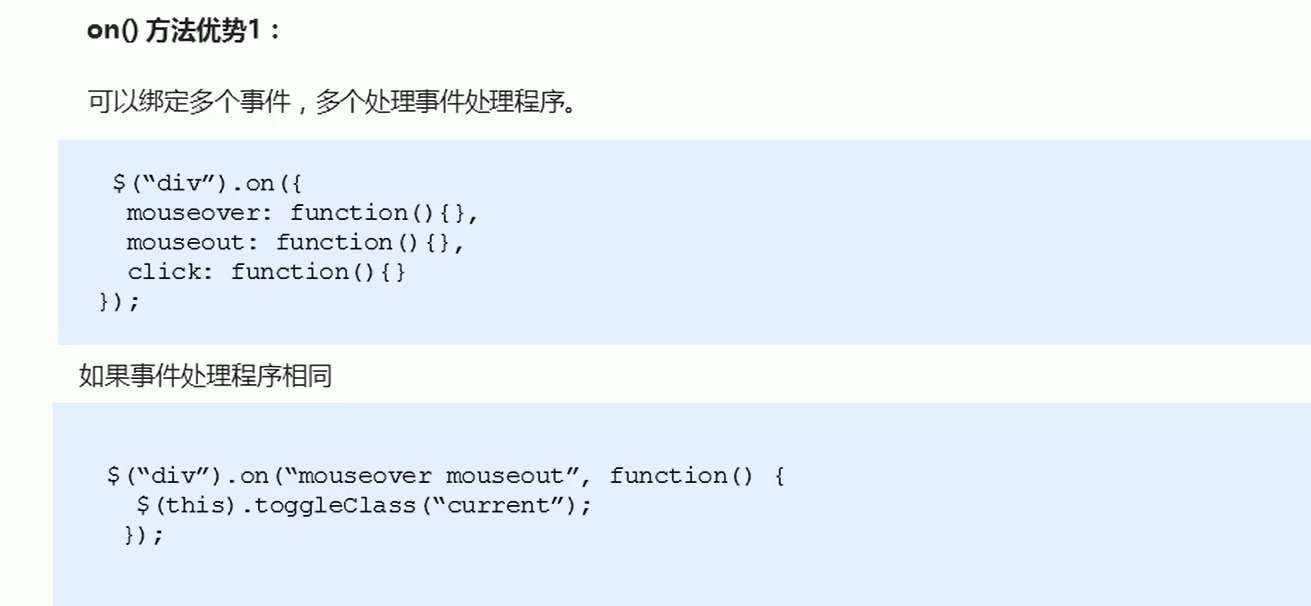 on() 方法优势1：
可以绑定多个事件，多个处理事件处理程序。
$(“div”).on({
mouseover: function(){},
mouseout: function(){},
click: function(){}
});
如果事件处理程序相同
$(“div”).on(“mouseover mouseout”, function() {
$(this).toggleClass(“current”);
});